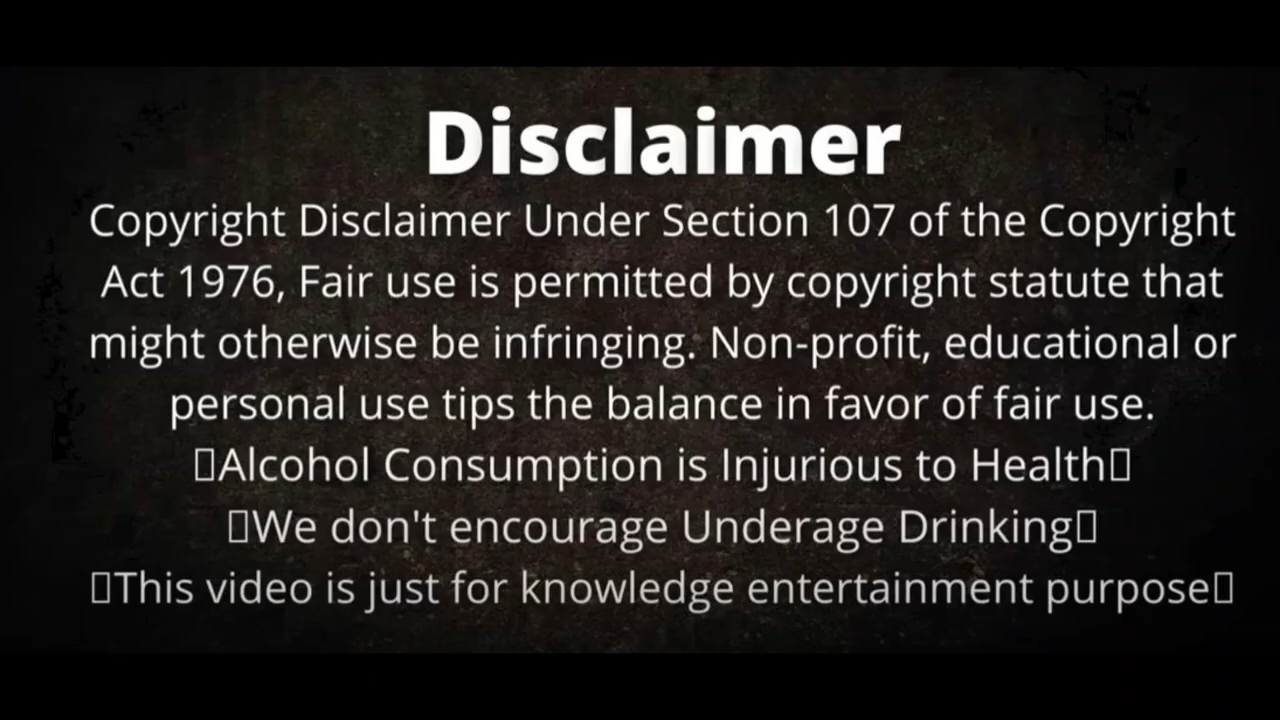 Disclaimer
Copyright Disclaimer Under Section 107 of the Copyright
Act 1976, Fair use is permitted by copyright statute that
might otherwise be infringing. Non-profit, educational or
personal use tips the balance in favor of fair use.
▯Alcohol Consumption is Injurious to Health▯
▯We don't encourage Underage Drinking▯
▯This video is just for knowledge entertainment purpose▯